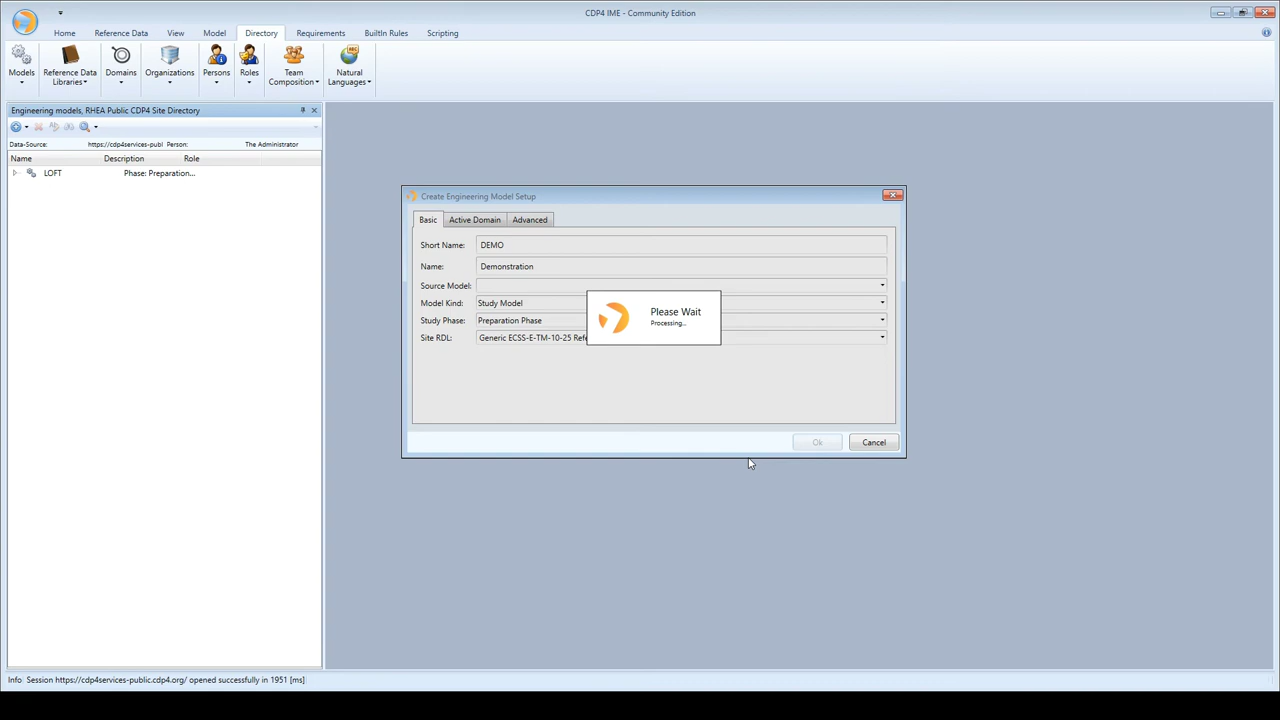 CDP4 IME - Community Edition
Home Reference Data View Model Directory Requirements BuiltIn Rules Scripting
Models Reference Data Libraries Domains Organizations Persons Roles Team Composition Natural Languages
Engineering models, RHEA Public CDP4 Site Directory
Data-Source: https://cdp4services-publ Person: The Administrator
Name Description Role
LOFT Phase: Preparation...
Create Engineering Model Setup
Basic Active Domain Advanced
Short Name: DEMO
Name: Demonstration
Source Model:
Model Kind: Study Model
Study Phase: Preparation Phase
Site RDL: Generic ECSS-E-TM-10-25 Refe
Please Wait
Processing...
Ok Cancel
Info: Session https://cdp4services-public.cdp4.org/ opened successfully in 1951 [ms]